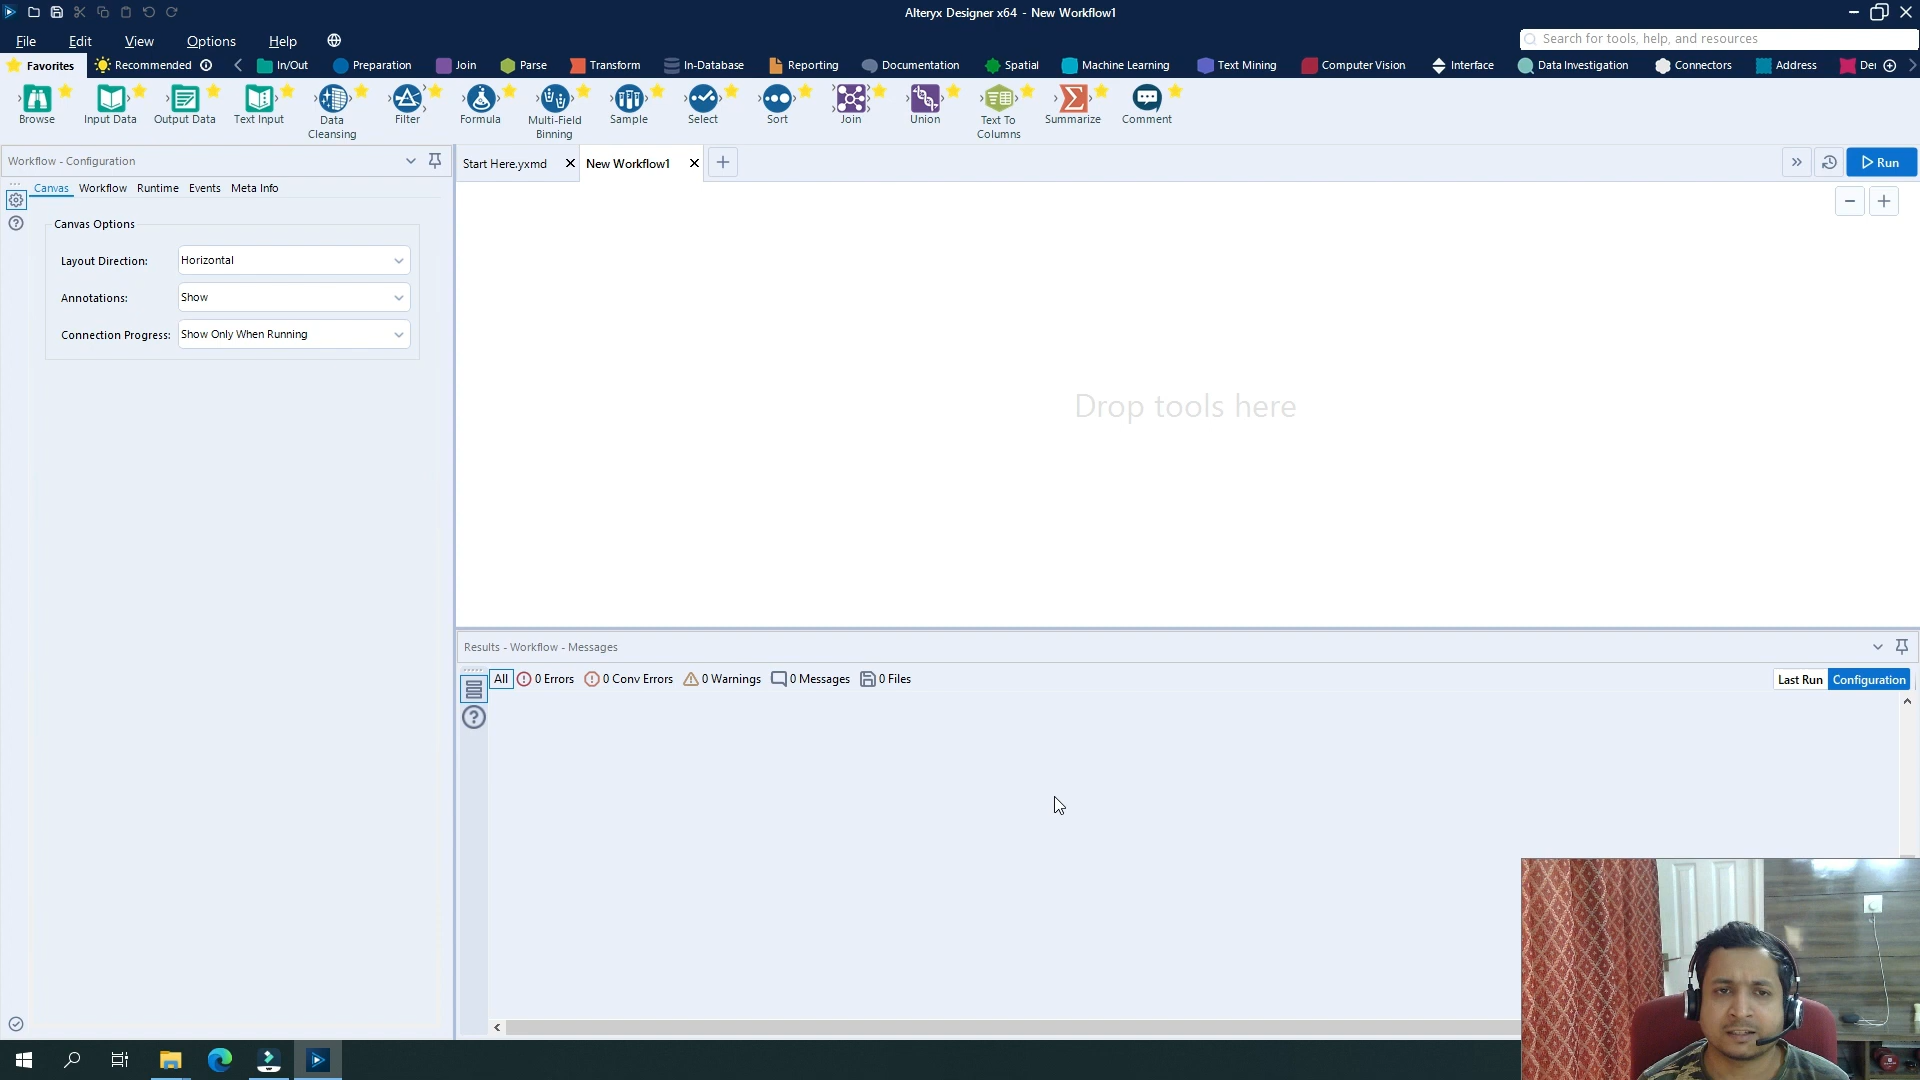 Alteryx Designer x64 - New Workflow1
File Edit View Options Help
Search for tools, help, and resources
Favorites Recommended In/Out Preparation Join Parse Transform In-Database Reporting Documentation Spatial Machine Learning Text Mining Computer Vision Interface Data Investigation Connectors Address
Browse Input Data Output Data Text Input Data Cleansing Filter Formula Multi-Field Binning Sample Select Sort Join Union Text To Columns Summarize Comment
Workflow - Configuration
Start Here.yxmd New Workflow1 Run
Canvas Workflow Runtime Events Meta Info
Canvas Options
Layout Direction: Horizontal
Annotations: Show
Connection Progress: Show Only When Running
Drop tools here
Results - Workflow - Messages
All 0 Errors 0 Conv Errors 0 Warnings 0 Messages 0 Files Last Run Configuration